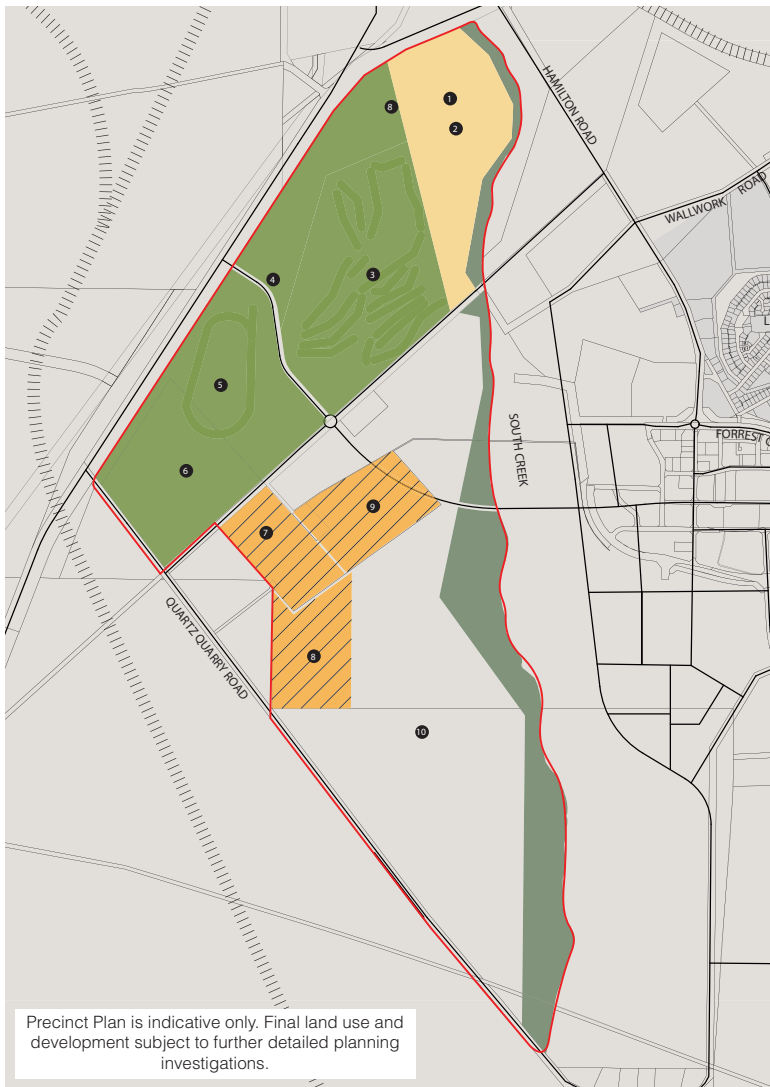 HAMILTON ROAD
1
8
2
WALLWORK ROAD
3
4
L
5
SOUTH CREEK
FORREST C
6
9
7
QUARTZ QUARRY ROAD
8
10
Precinct Plan is indicative only. Final land use and
development subject to further detailed planning
investigations.